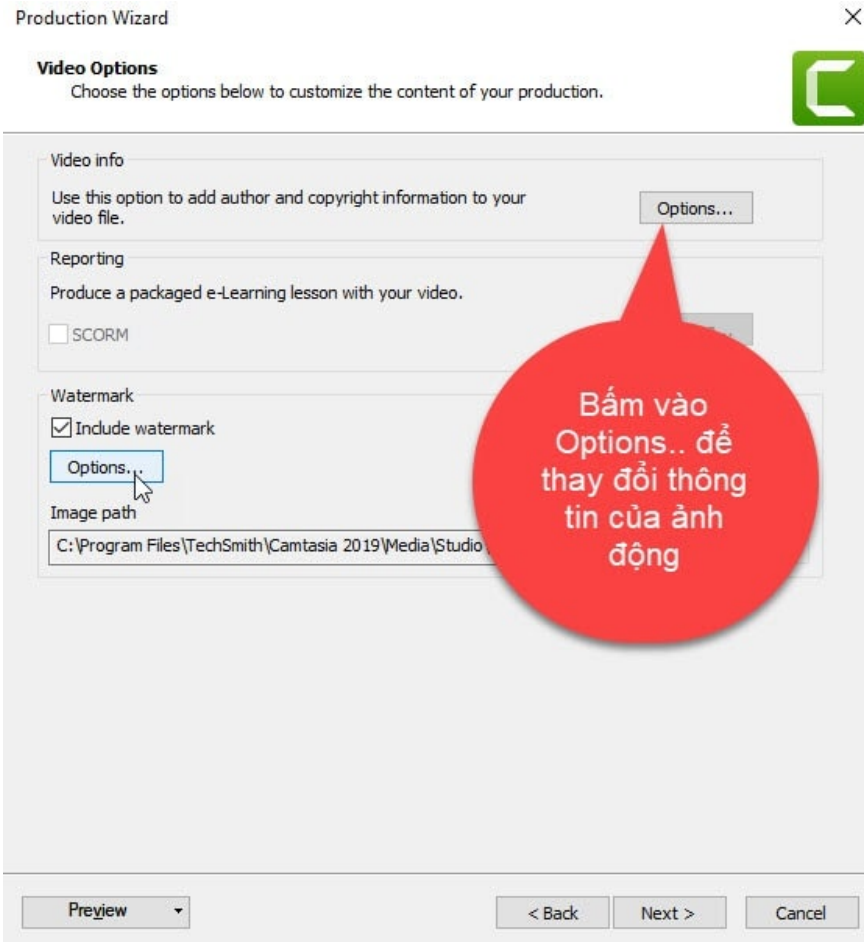 Production Wizard
Video Options
Choose the options below to customize the content of your production.
Video info
Use this option to add author and copyright information to your
video file.
Options...
Reporting
Produce a packaged e-Learning lesson with your video.
SCORM
Watermark
Include watermark
Options...
Image path
C:\Program Files\TechSmith\Camtasia 2019\Media\Studio
Bấm vào
Options.. để
thay đổi thông
tin của ảnh
động
Preview
< Back
Next >
Cancel